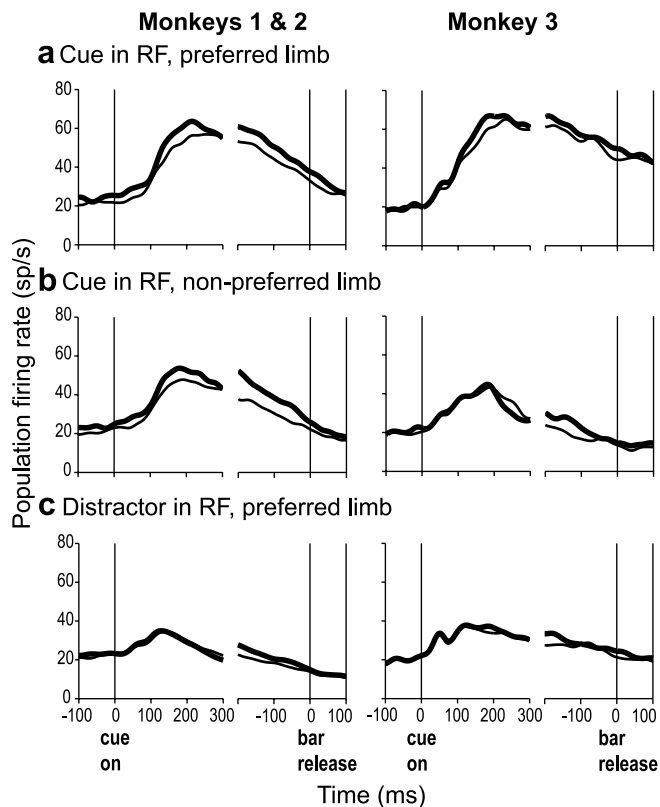 Monkeys 1 & 2 Monkey 3
a Cue in RF, preferred limb
80
60
40
20
0
b Cue in RF, non-preferred limb
80
60
40
20
0
c Distractor in RF, preferred limb
80
60
40
20
0
Population firing rate (sp/s)
-100 0 100 200 300 -100 0 100 -100 0 100 200 300 -100 0 100
cue bar cue bar
on release on release
Time (ms)